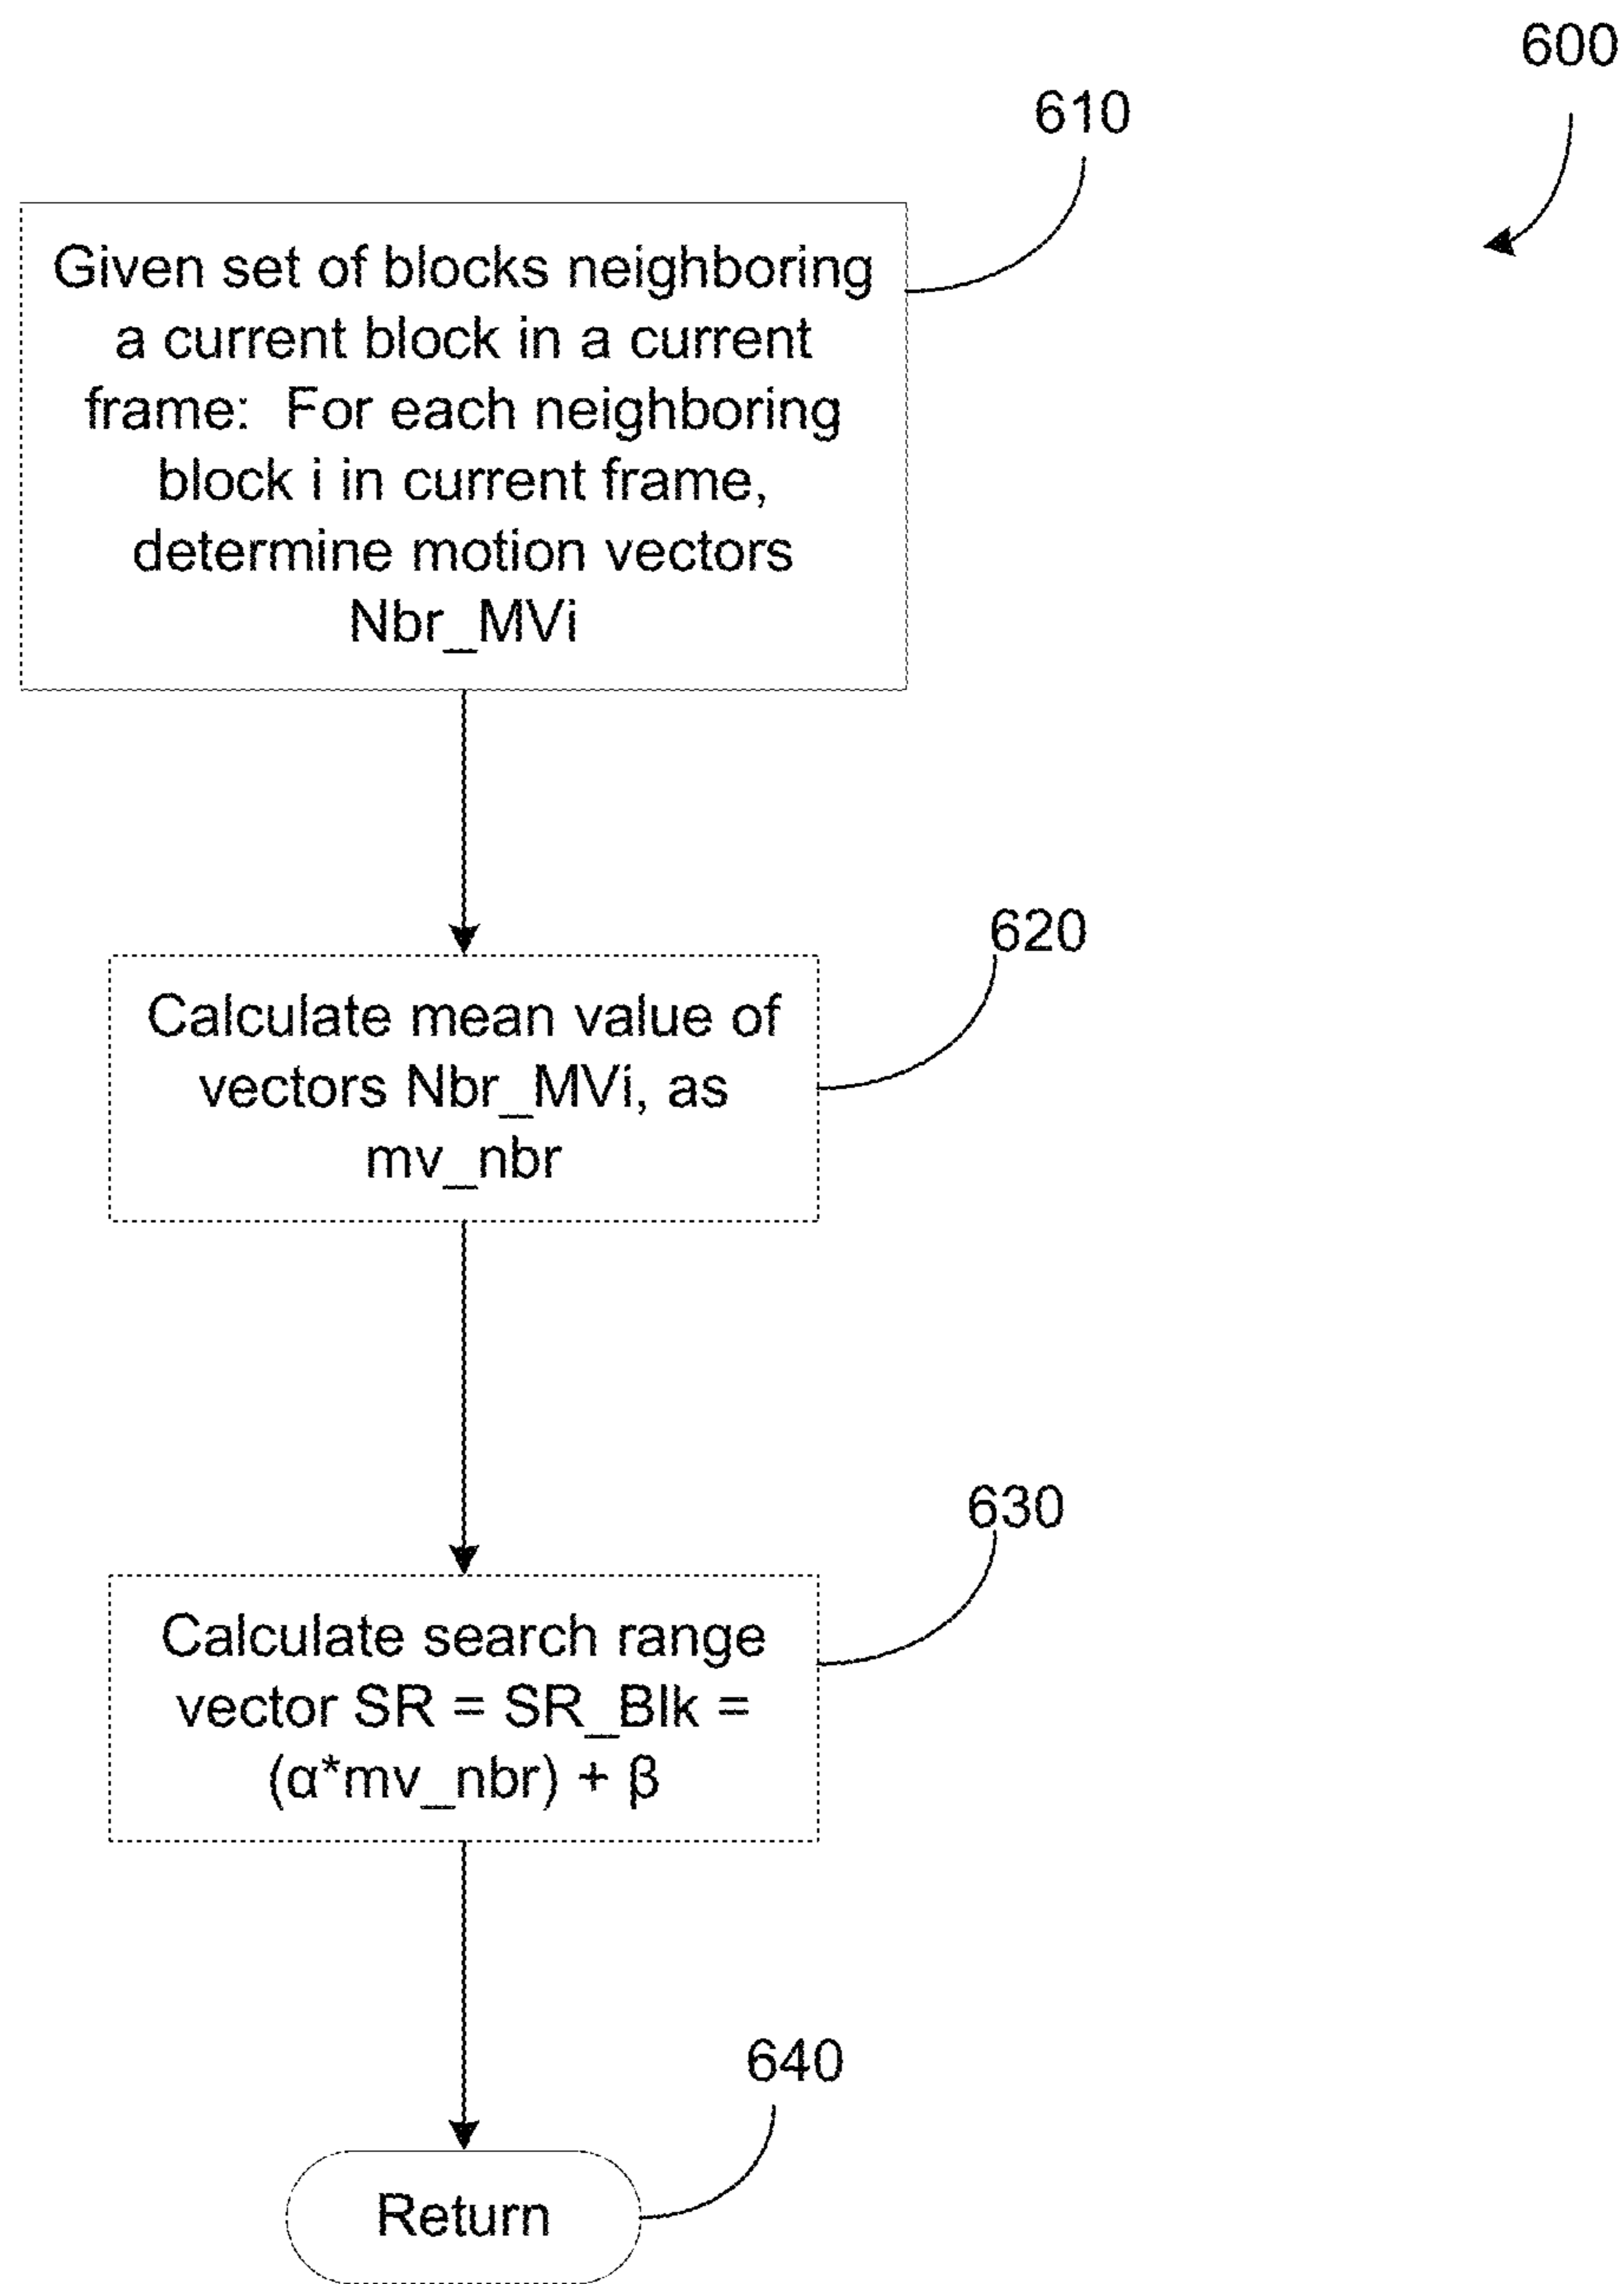 600
610
Given set of blocks neighboring
a current block in a current
frame:  For each neighboring
block i in current frame,
determine motion vectors
Nbr_MVi
620
Calculate mean value of
vectors Nbr_MVi, as
mv_nbr
630
Calculate search range
vector SR = SR_Blk =
(α*mv_nbr) + β
640
Return